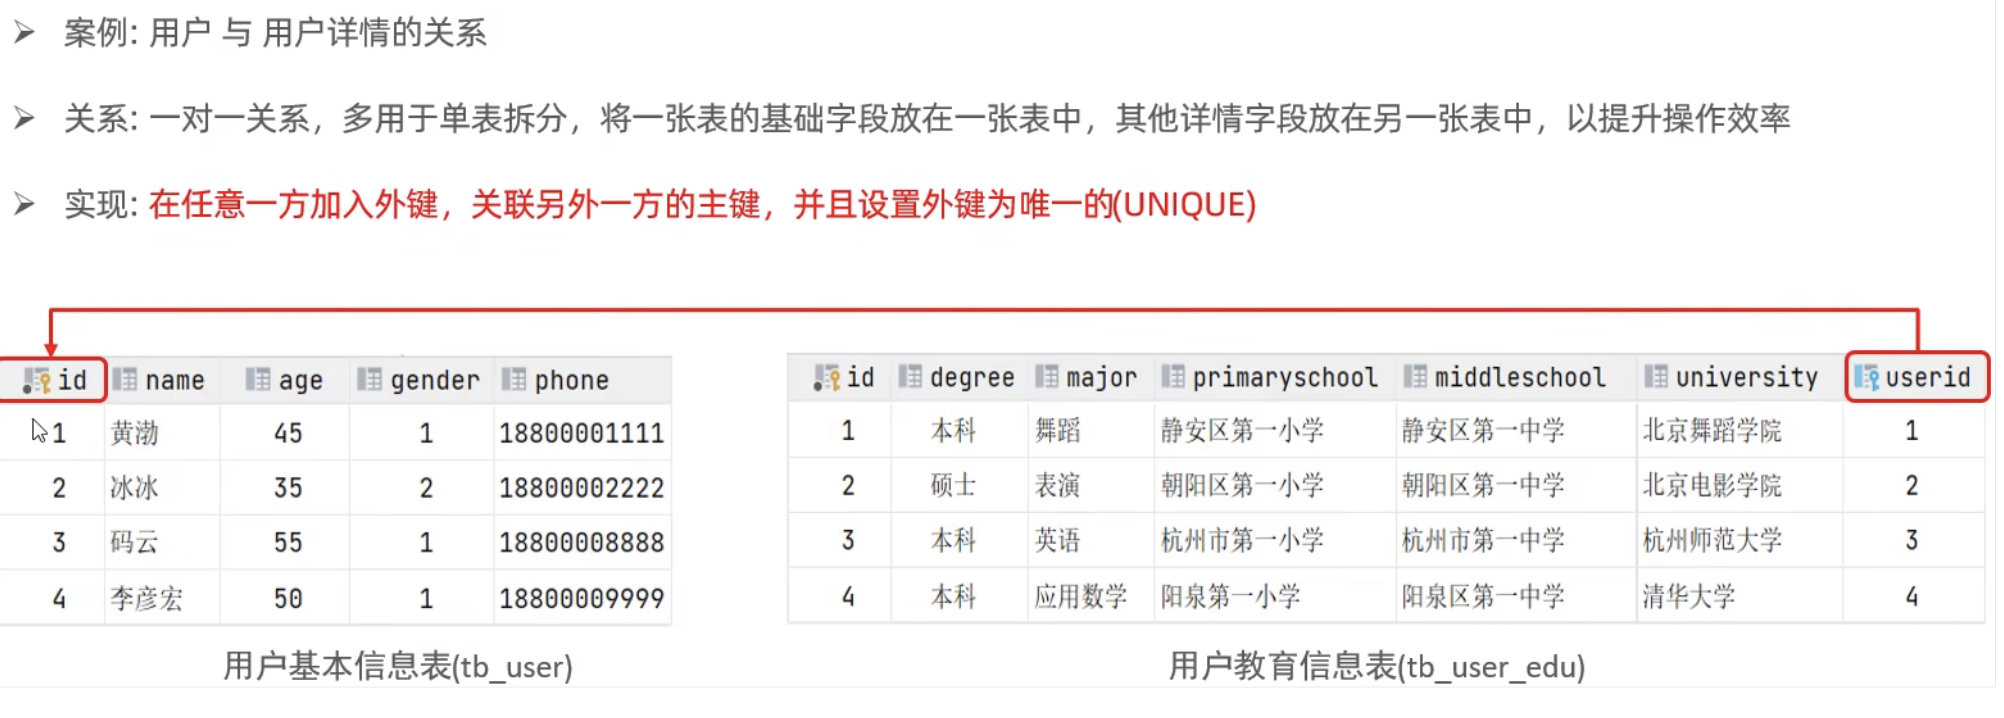 案例: 用户 与 用户详情的关系
关系: 一对一关系，多用于单表拆分，将一张表的基础字段放在一张表中，其他详情字段放在另一张表中，以提升操作效率
实现: 在任意一方加入外键，关联另外一方的主键，并且设置外键为唯一的(UNIQUE)
id name age gender phone
1 黄渤 45 1 18800001111
2 冰冰 35 2 18800002222
3 码云 55 1 18800008888
4 李彦宏 50 1 18800009999
用户基本信息表(tb_user)
id degree major primaryschool middleschool university userid
1 本科 舞蹈 静安区第一小学 静安区第一中学 北京舞蹈学院 1
2 硕士 表演 朝阳区第一小学 朝阳区第一中学 北京电影学院 2
3 本科 英语 杭州市第一小学 杭州市第一中学 杭州师范大学 3
4 本科 应用数学 阳泉第一小学 阳泉区第一中学 清华大学 4
用户教育信息表(tb_user_edu)